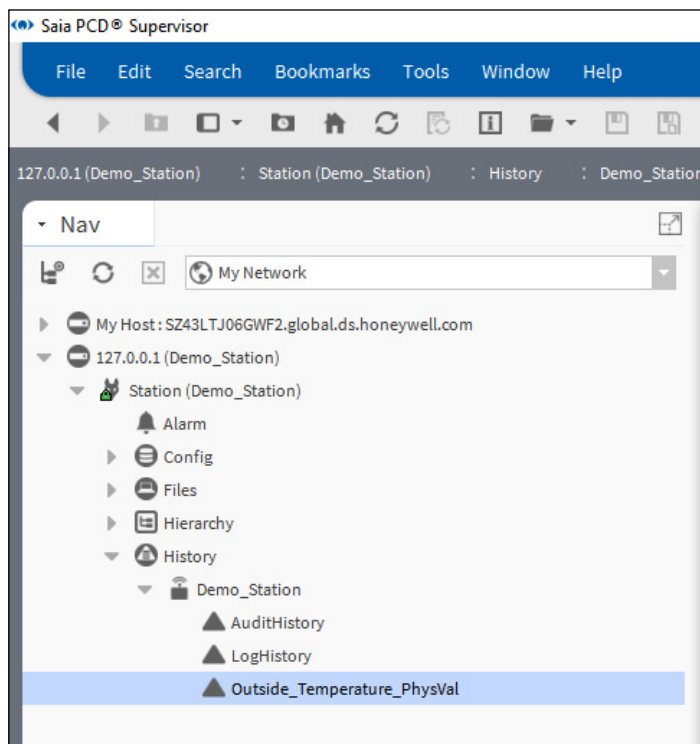 Saia PCD® Supervisor
File Edit Search Bookmarks Tools Window Help
127.0.0.1 (Demo_Station) : Station (Demo_Station) : History : Demo_Station
Nav
My Network
My Host : SZ43LTJ06GWF2.global.ds.honeywell.com
127.0.0.1 (Demo_Station)
Station (Demo_Station)
Alarm
Config
Files
Hierarchy
History
Demo_Station
AuditHistory
LogHistory
Outside_Temperature_PhysVal